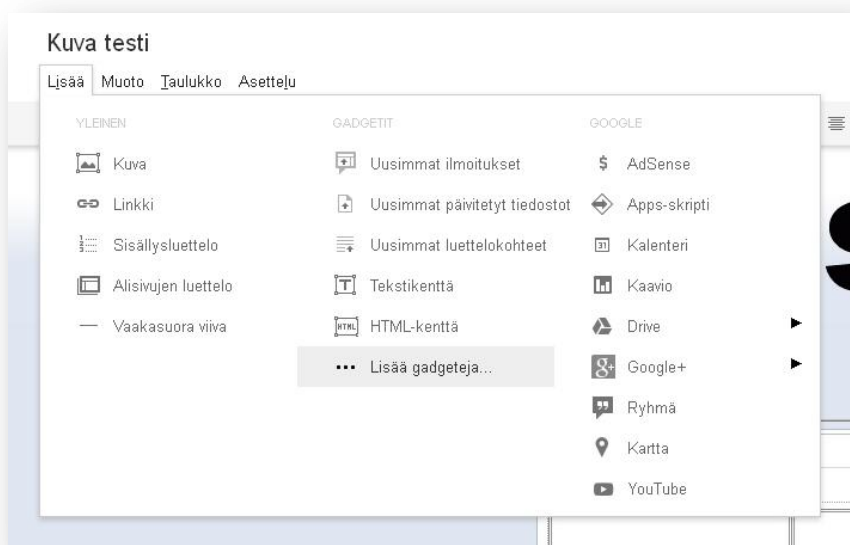 Kuva testi
Lisää Muoto Taulukko Asettelu
YLEINEN
Kuva
Linkki
Sisällysluettelo
Alisivujen luettelo
Vaakasuora viiva
GADGETIT
Uusimmat ilmoitukset
Uusimmat päivitetyt tiedostot
Uusimmat luettelokohteet
Tekstikenttä
HTML HTML-kenttä
Lisää gadgeteja...
GOOGLE
$ AdSense
Apps-skripti
31 Kalenteri
Kaavio
Drive
g+ Google+
Ryhmä
Kartta
YouTube